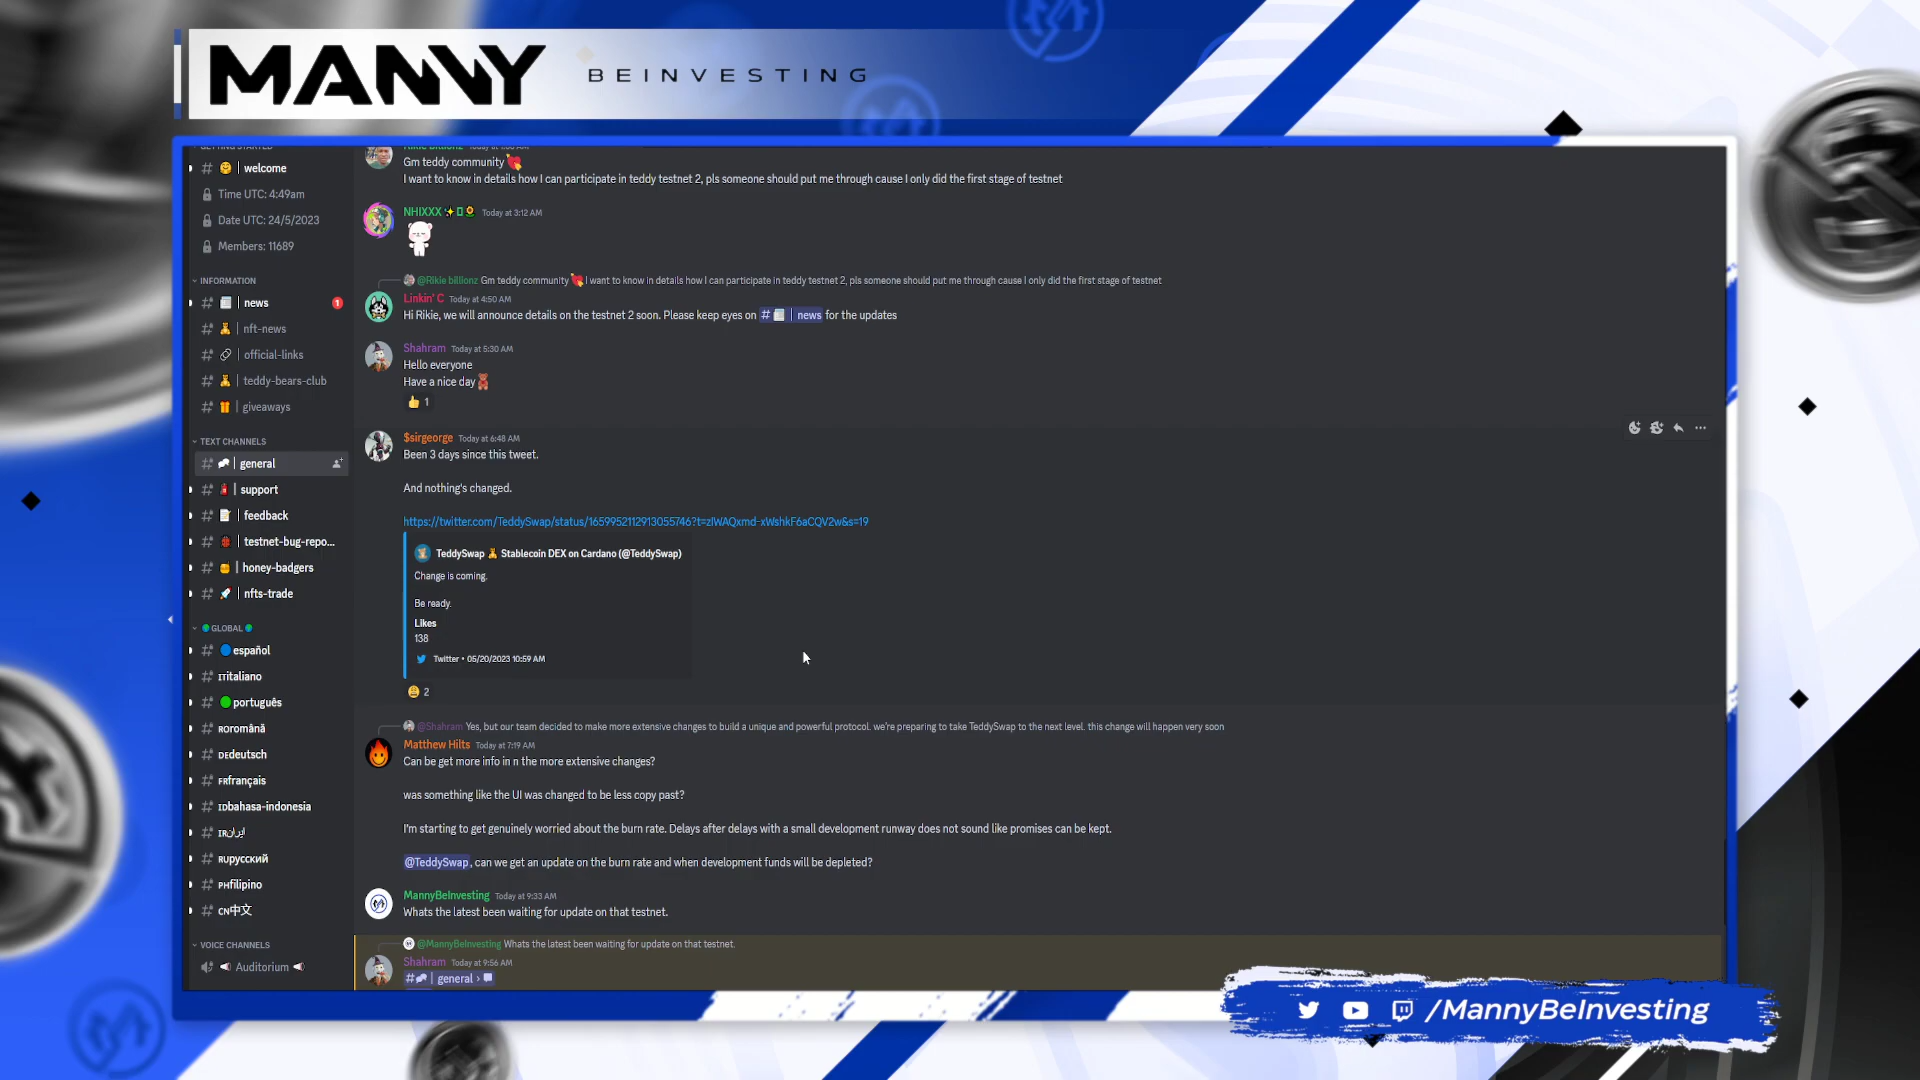 MANNY
BEINVESTING
GETTING STARTED
welcome
Time UTC: 4:49am
Date UTC: 24/5/2023
Members: 11689
INFORMATION
news
1
nft-news
official-links
teddy-bears-club
giveaways
TEXT CHANNELS
general
support
feedback
testnet-bug-repo...
honey-badgers
nfts-trade
GLOBAL
español
ITitaliano
português
ROromână
DEdeutsch
FRfrançais
IDbahasa-indonesia
IRایران
RUрусский
PHfilipino
CN中文
VOICE CHANNELS
Auditorium
Gm teddy community
I want to know in details how I can participate in teddy testnet 2, pls someone should put me through cause I only did the first stage of testnet
NHIXXX Today at 3:12 AM
@Rikie billionz Gm teddy community I want to know in details how I can participate in teddy testnet 2, pls someone should put me through cause I only did the first stage of testnet
Linkin' C Today at 4:50 AM
Hi Rikie, we will announce details on the testnet 2 soon. Please keep eyes on # | news for the updates
Shahram Today at 5:30 AM
Hello everyone
Have a nice day
1
$sirgeorge Today at 6:48 AM
Been 3 days since this tweet.
And nothing's changed.
https://twitter.com/TeddySwap/status/1659952112913055746?t=zIWAQxmd-xWshkF6aCQV2w&s=19
TeddySwap Stablecoin DEX on Cardano (@TeddySwap)
Change is coming.
Be ready.
Likes
138
Twitter • 05/20/2023 10:59 AM
2
@Shahram Yes, but our team decided to make more extensive changes to build a unique and powerful protocol. we're preparing to take TeddySwap to the next level. this change will happen very soon
Matthew Hilts Today at 7:19 AM
Can be get more info in n the more extensive changes?
was something like the UI was changed to be less copy past?
I'm starting to get genuinely worried about the burn rate. Delays after delays with a small development runway does not sound like promises can be kept.
@TeddySwap, can we get an update on the burn rate and when development funds will be depleted?
MannyBeInvesting Today at 9:33 AM
Whats the latest been waiting for update on that testnet.
@MannyBeInvesting Whats the latest been waiting for update on that testnet.
Shahram Today at 9:56 AM
# | general ›
/MannyBeInvesting